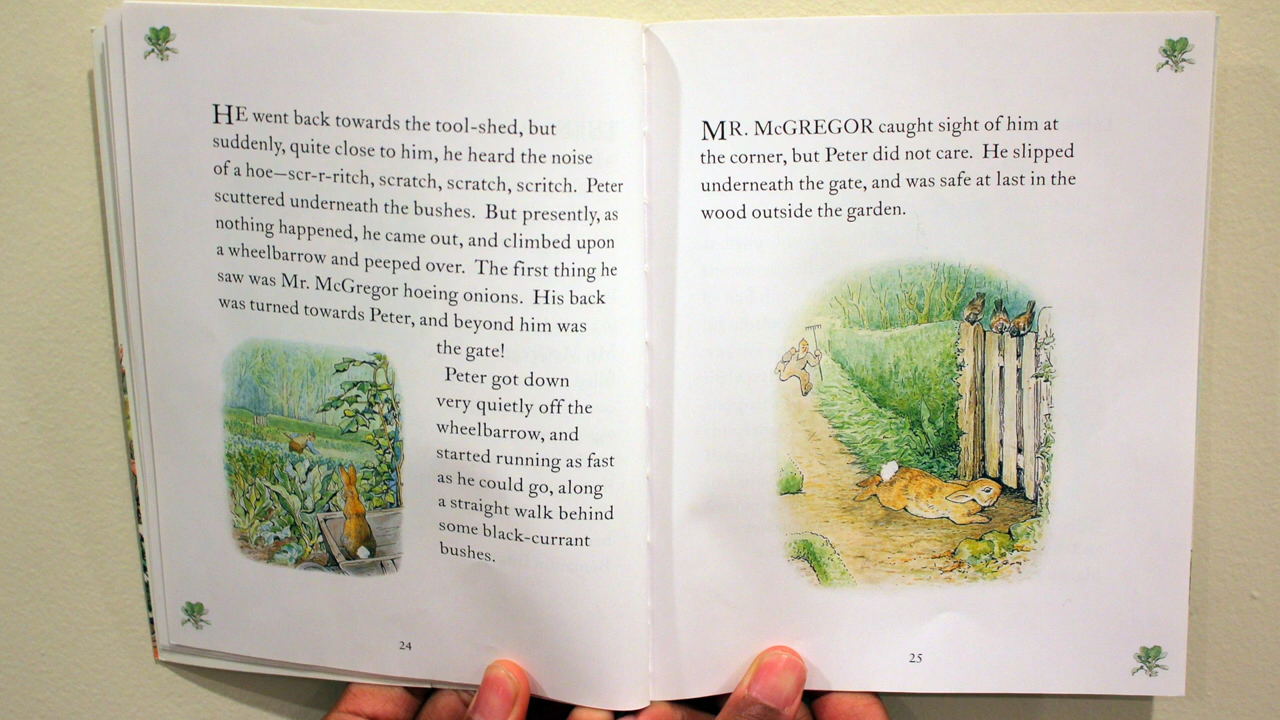 HE went back towards the tool-shed, but
suddenly, quite close to him, he heard the noise
of a hoe—scr-r-ritch, scratch, scratch, scritch. Peter
scuttered underneath the bushes. But presently, as
nothing happened, he came out, and climbed upon
a wheelbarrow and peeped over. The first thing he
saw was Mr. McGregor hoeing onions. His back
was turned towards Peter, and beyond him was
the gate!
Peter got down
very quietly off the
wheelbarrow, and
started running as fast
as he could go, along
a straight walk behind
some black-currant
bushes.
24
MR. McGREGOR caught sight of him at
the corner, but Peter did not care. He slipped
underneath the gate, and was safe at last in the
wood outside the garden.
25